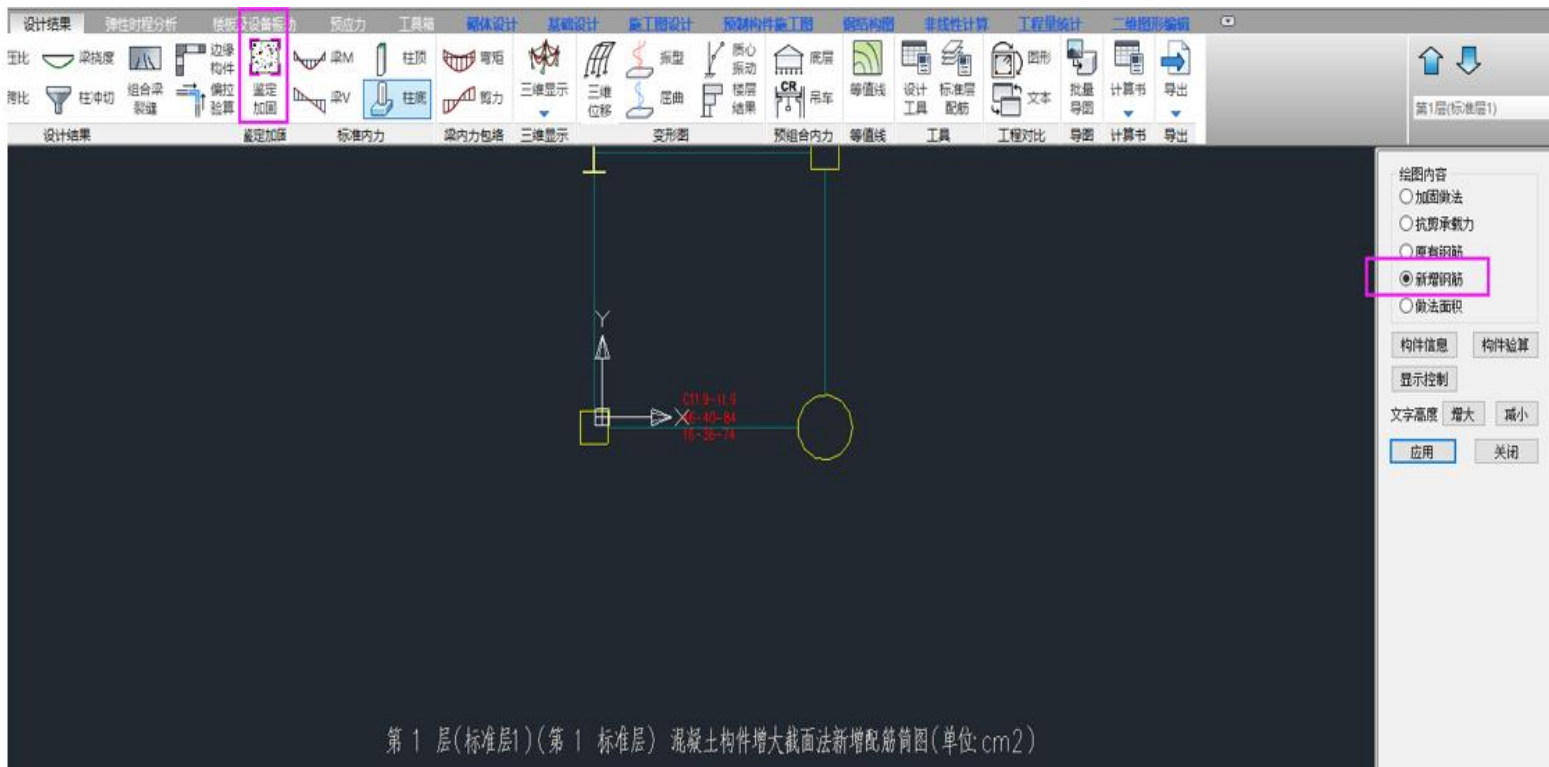 设计结果 弹性时程分析 楼板及设备振动 预应力 工具箱 砌体设计 基础设计 施工图设计 预制构件施工图 钢结构图 非线性计算 工程量统计 二维图形编辑
梁挠度 边缘构件 梁M 柱顶 弯矩 振型 质心振动 底层 图形
组合梁裂缝 鉴定加固 三维显示 三维位移 等值线 设计工具 标准层配筋 批量导图 计算书 导出
柱冲切 偏拉验算 梁V 柱底 剪力 屈曲 楼层结果 CR 吊车 文本
第1层(标准层1)
设计结果 鉴定加固 标准内力 梁内力包络 三维显示 变形图 预组合内力 等值线 工具 工程对比 导图 计算书 导出
绘图内容
加固做法
抗剪承载力
原有钢筋
新增钢筋
做法面积
构件信息 构件验算
显示控制
文字高度 增大 减小
应用 关闭
Y
X
第 1 层(标准层1)(第 1 标准层) 混凝土构件增大截面法新增配筋简图(单位:cm2)